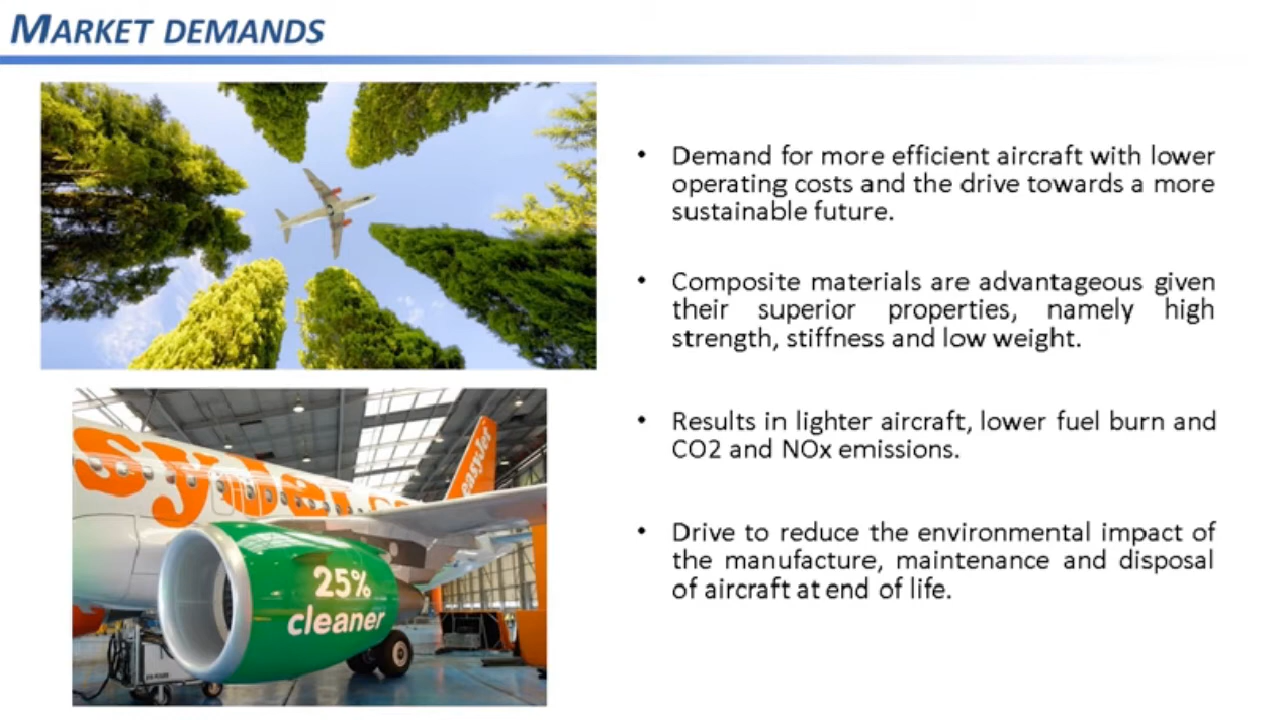 MARKET DEMANDS
• Demand for more efficient aircraft with lower
operating costs and the drive towards a more
sustainable future.
• Composite materials are advantageous given
their superior properties, namely high
strength, stiffness and low weight.
• Results in lighter aircraft, lower fuel burn and
CO2 and NOx emissions.
• Drive to reduce the environmental impact of
the manufacture, maintenance and disposal
of aircraft at end of life.
syJet.co
easyJet
25%
cleaner